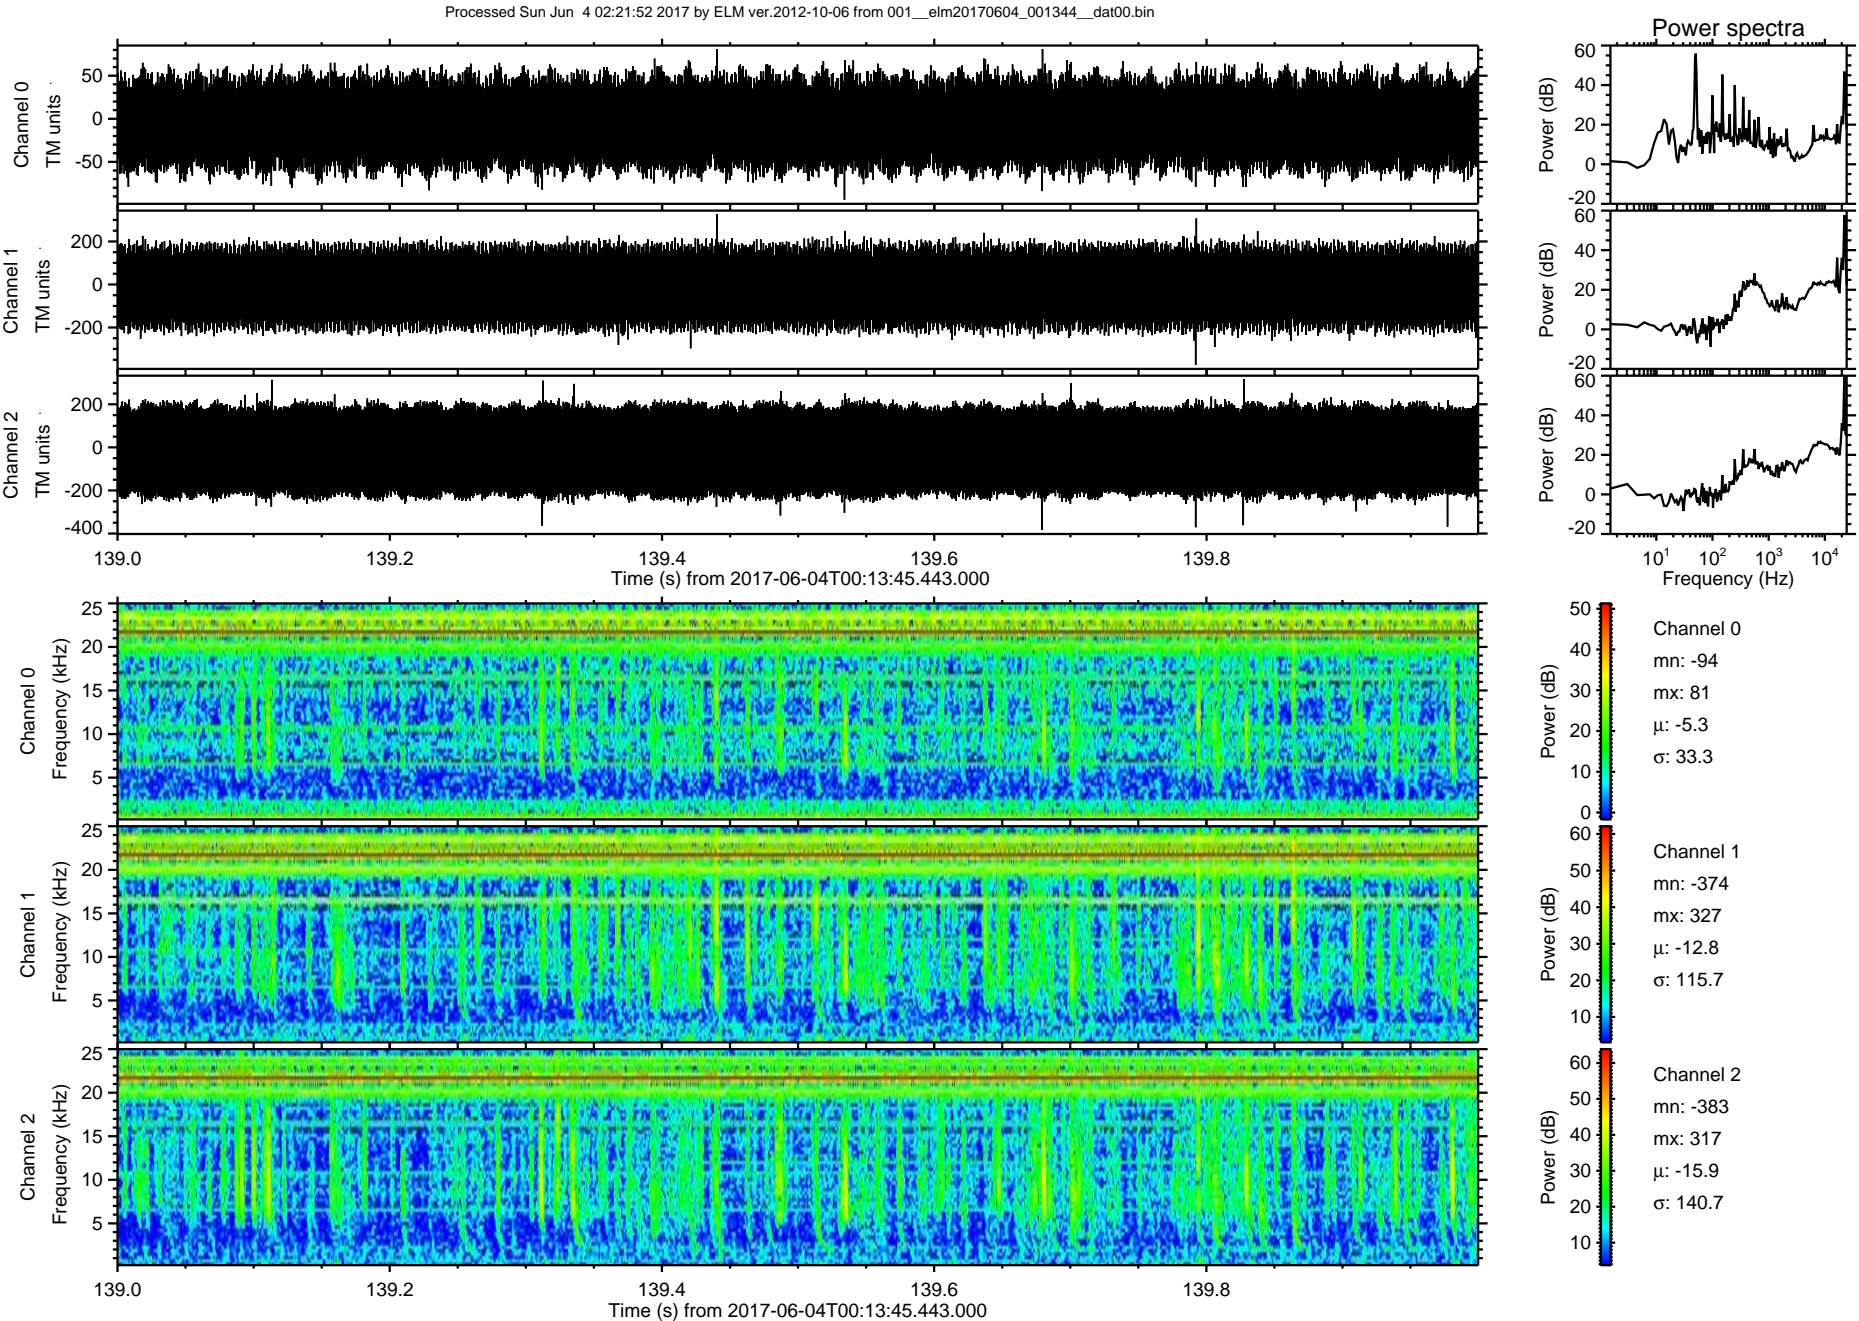 Processed Sun Jun 4 02:21:52 2017 by ELM ver.2012-10-06 from 001__elm20170604_001344__dat00.bin
Power spectra
Channel 0
TM units
50
0
-50
Power (dB)
60
40
20
0
-20
Channel 1
TM units
200
0
-200
Power (dB)
60
40
20
0
-20
Channel 2
TM units
200
0
-200
-400
Power (dB)
60
40
20
0
-20
139.0 139.2 139.4 139.6 139.8
Time (s) from 2017-06-04T00:13:45.443.000
10^1 10^2 10^3 10^4
Frequency (Hz)
Channel 0
Frequency (kHz)
25
20
15
10
5
Power (dB)
50
40
30
20
10
0
Channel 0
mn: -94
mx: 81
μ: -5.3
σ: 33.3
Channel 1
Frequency (kHz)
25
20
15
10
5
Power (dB)
60
50
40
30
20
10
Channel 1
mn: -374
mx: 327
μ: -12.8
σ: 115.7
Channel 2
Frequency (kHz)
25
20
15
10
5
Power (dB)
60
50
40
30
20
10
Channel 2
mn: -383
mx: 317
μ: -15.9
σ: 140.7
139.0 139.2 139.4 139.6 139.8
Time (s) from 2017-06-04T00:13:45.443.000